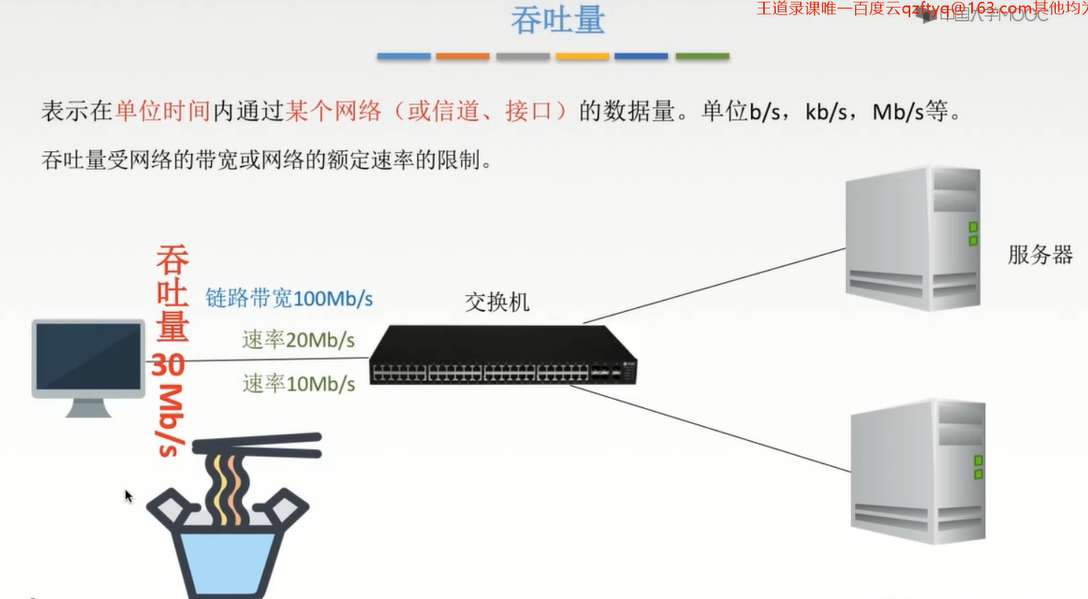 王道录课唯一百度云qzftyq@163.com其他均为
中国大学MOOC
吞吐量
表示在单位时间内通过某个网络（或信道、接口）的数据量。单位b/s，kb/s，Mb/s等。
吞吐量受网络的带宽或网络的额定速率的限制。
服务器
吞吐量30Mb/s
链路带宽100Mb/s
交换机
速率20Mb/s
速率10Mb/s